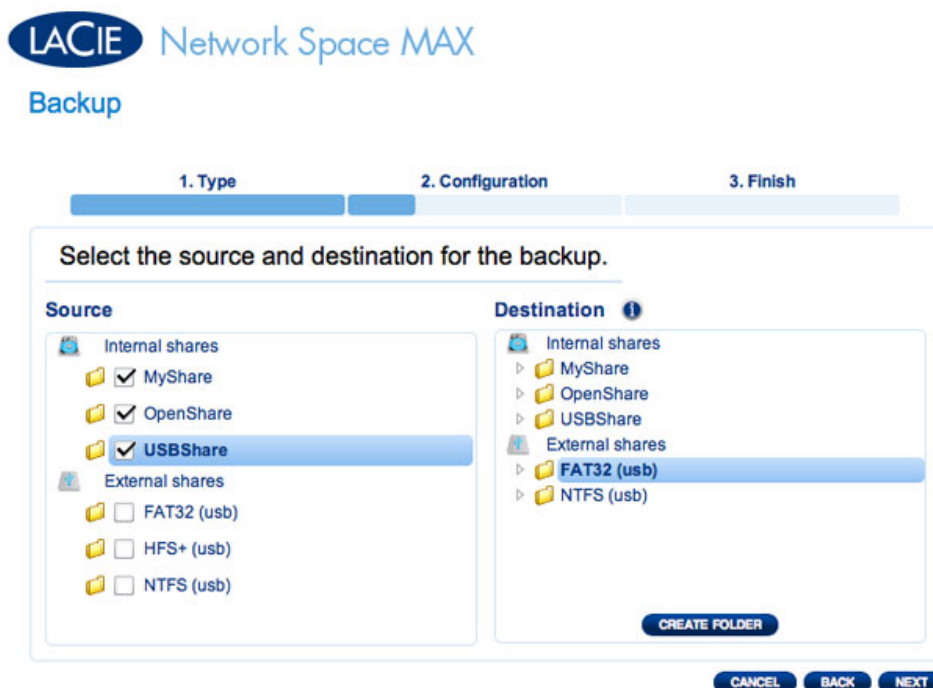 LACIE Network Space MAX
Backup
1. Type 2. Configuration 3. Finish
Select the source and destination for the backup.
Source
Internal shares
MyShare
OpenShare
USBShare
External shares
FAT32 (usb)
HFS+ (usb)
NTFS (usb)
Destination i
Internal shares
MyShare
OpenShare
USBShare
External shares
FAT32 (usb)
NTFS (usb)
CREATE FOLDER
CANCEL BACK NEXT